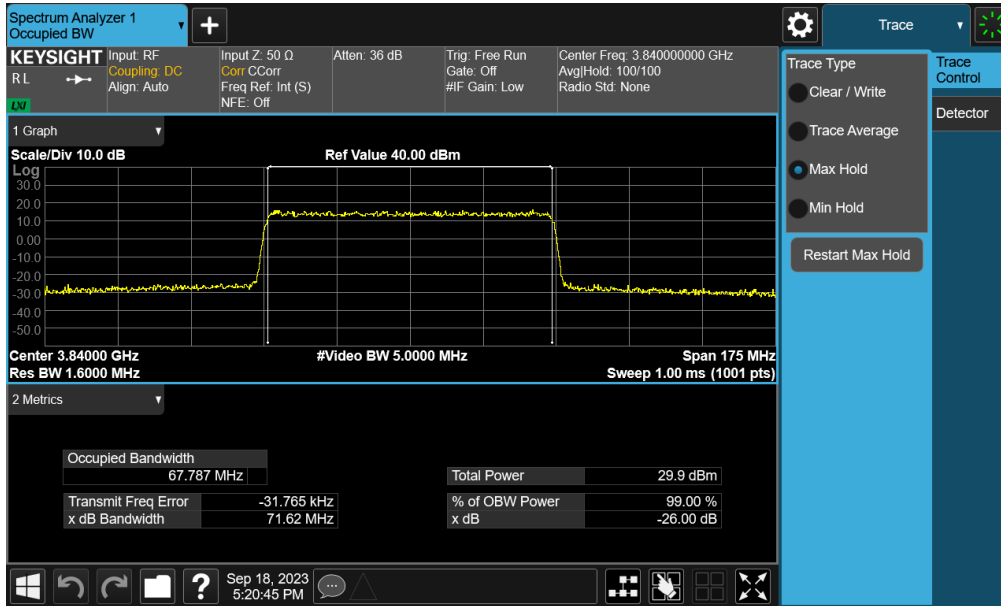 Spectrum Analyzer 1
Occupied BW
Trace
KEYSIGHT
RL
LXI
Input: RF
Coupling: DC
Align: Auto
Input Z: 50 Ω
Corr CCorr
Freq Ref: Int (S)
NFE: Off
Atten: 36 dB
Trig: Free Run
Gate: Off
#IF Gain: Low
Center Freq: 3.840000000 GHz
Avg|Hold: 100/100
Radio Std: None
Trace Type
Clear / Write
Trace Average
Max Hold
Min Hold
Restart Max Hold
Trace
Control
Detector
1 Graph
Scale/Div 10.0 dB
Ref Value 40.00 dBm
Log
30.0
20.0
10.0
0.00
-10.0
-20.0
-30.0
-40.0
-50.0
Center 3.84000 GHz
#Video BW 5.0000 MHz
Span 175 MHz
Res BW 1.6000 MHz
Sweep 1.00 ms (1001 pts)
2 Metrics
Occupied Bandwidth
67.787 MHz
Total Power 29.9 dBm
Transmit Freq Error -31.765 kHz
% of OBW Power 99.00 %
x dB Bandwidth 71.62 MHz
x dB -26.00 dB
?
Sep 18, 2023
5:20:45 PM